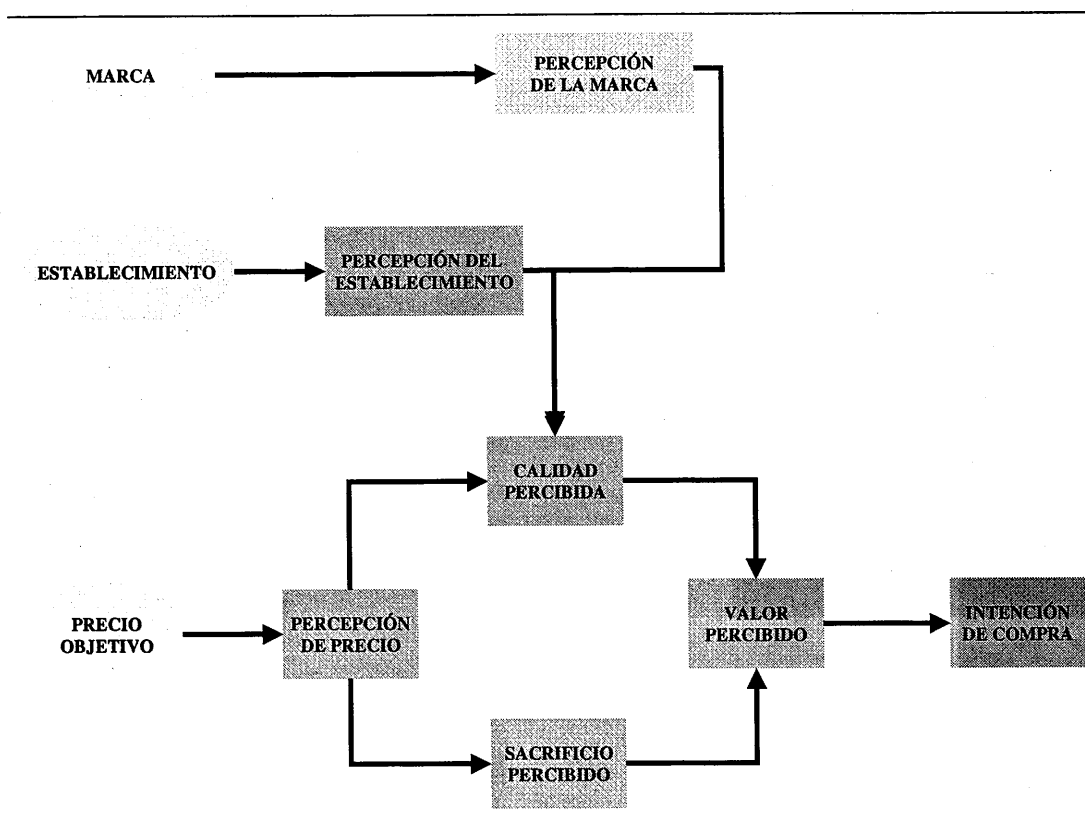 MARCA
PERCEPCIÓN
DE LA MARCA
ESTABLECIMIENTO
PERCEPCIÓN DEL
ESTABLECIMIENTO
CALIDAD
PERCIBIDA
PRECIO
OBJETIVO
PERCEPCIÓN
DE PRECIO
VALOR
PERCIBIDO
INTENCIÓN
DE COMPRA
SACRIFICIO
PERCIBIDO